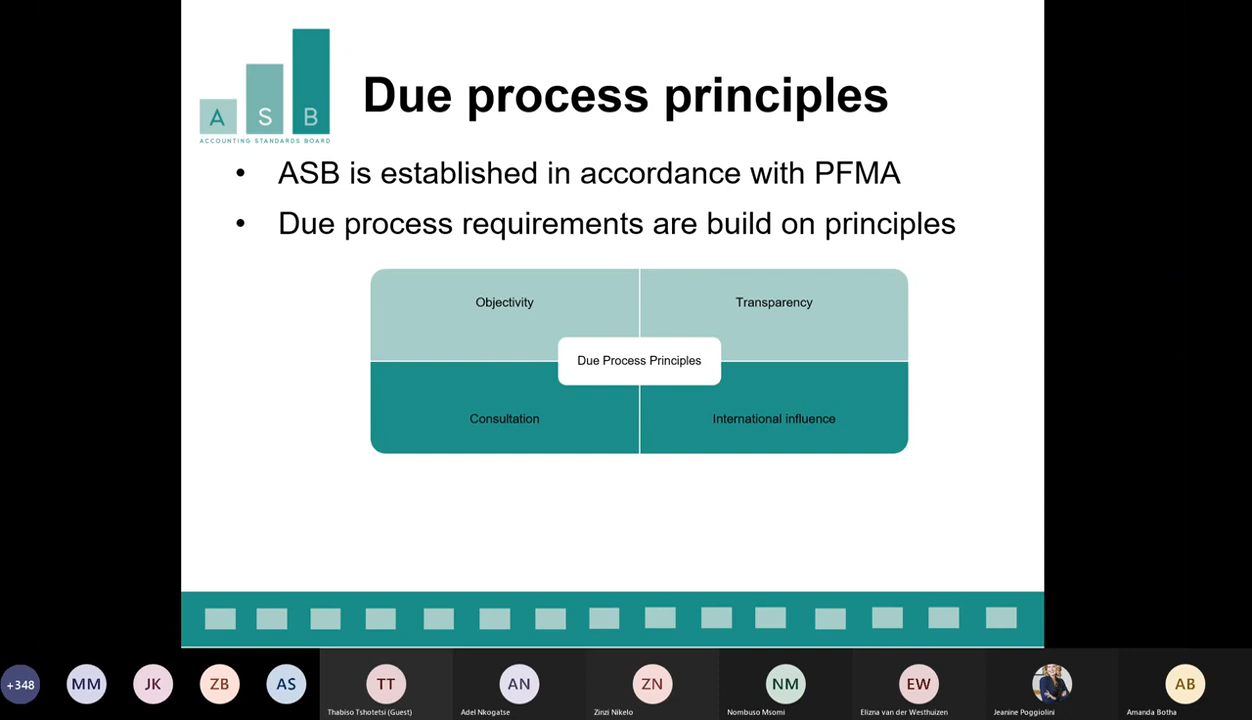 A S B
ACCOUNTING STANDARDS BOARD
Due process principles
• ASB is established in accordance with PFMA
• Due process requirements are build on principles
Objectivity
Transparency
Due Process Principles
Consultation
International influence
+348
MM
JK
ZB
AS
TT
AN
ZN
NM
EW
AB
Thabiso Tshotetsi (Guest)
Adel Nkogatse
Zinzi Nikelo
Nombuso Msomi
Elizna van der Westhuizen
Jeanine Poggiolini
Amanda Botha